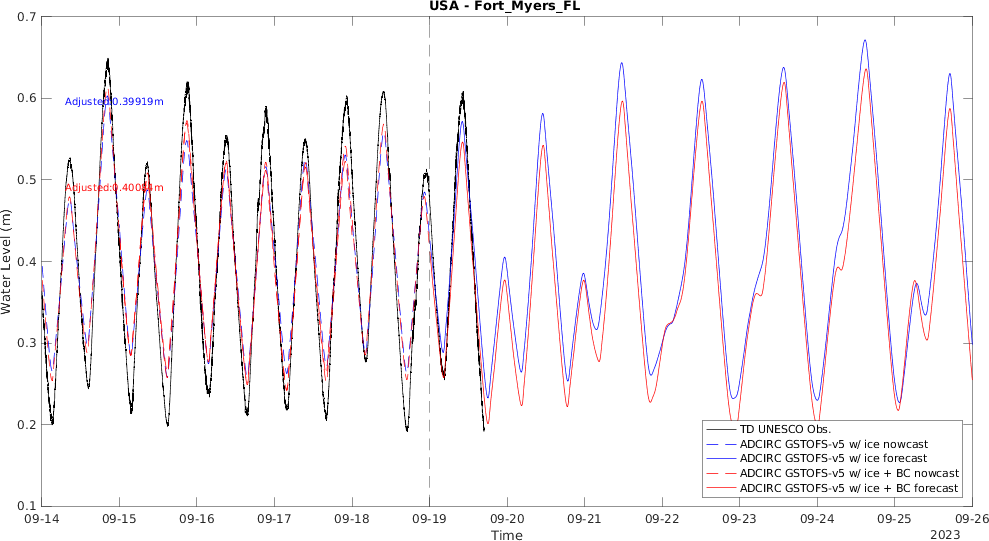 USA - Fort_Myers_FL
0.7
0.6
0.5
0.4
0.3
0.2
0.1
Water Level (m)
Adjusted:0.39919m
Adjusted:0.40084m
TD UNESCO Obs.
ADCIRC GSTOFS-v5 w/ ice nowcast
ADCIRC GSTOFS-v5 w/ ice forecast
ADCIRC GSTOFS-v5 w/ ice + BC nowcast
ADCIRC GSTOFS-v5 w/ ice + BC forecast
09-14 09-15 09-16 09-17 09-18 09-19 09-20 09-21 09-22 09-23 09-24 09-25 09-26
Time
2023